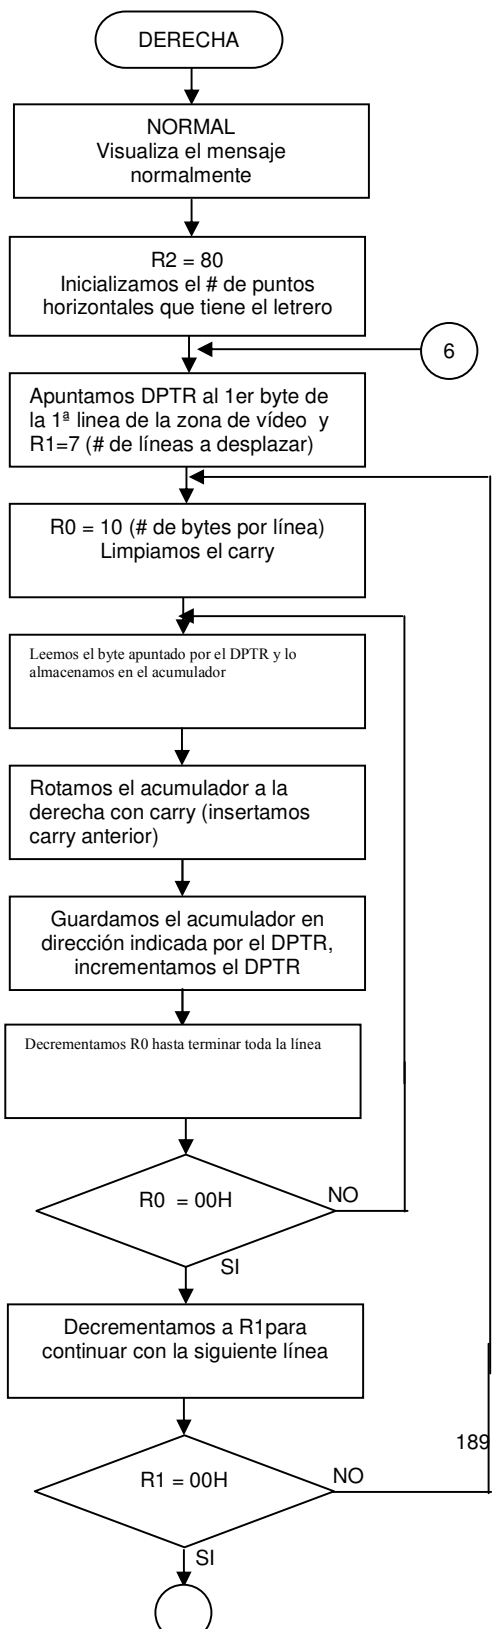 DERECHA
NORMAL
Visualiza el mensaje
normalmente
R2 = 80
Inicializamos el # de puntos
horizontales que tiene el letrero
6
Apuntamos DPTR al 1er byte de
la 1ª linea de la zona de vídeo y
R1=7 (# de líneas a desplazar)
R0 = 10 (# de bytes por línea)
Limpiamos el carry
Leemos el byte apuntado por el DPTR y lo
almacenamos en el acumulador
Rotamos el acumulador a la
derecha con carry (insertamos
carry anterior)
Guardamos el acumulador en
dirección indicada por el DPTR,
incrementamos el DPTR
Decrementamos R0 hasta terminar toda la línea
R0 = 00H
NO
SI
Decrementamos a R1para
continuar con la siguiente línea
189
R1 = 00H
NO
SI